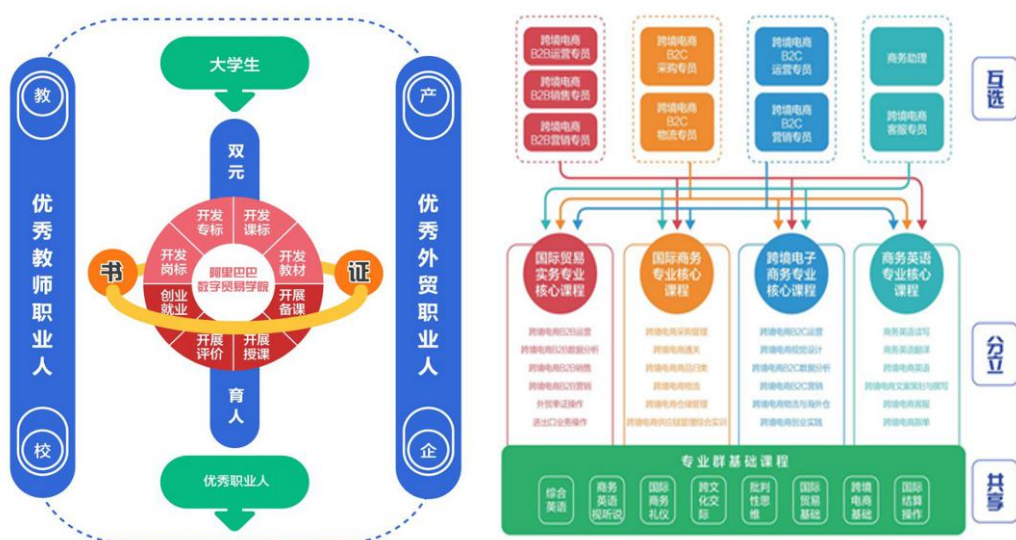 大学生
教
优秀教师职业人
校
产
优秀外贸职业人
企
双元
书
证
开发
专标
开发
课标
开发
岗标
开发
教材
阿里巴巴
数字贸易学院
创业
就业
开展
备课
开展
评价
开展
授课
育人
优秀职业人
跨境电商
B2B运营专员
跨境电商
B2B销售专员
跨境电商
B2B营销专员
跨境电商
B2C
采购专员
跨境电商
B2C
物流专员
跨境电商
B2C
运营专员
跨境电商
B2C
营销专员
商务助理
跨境电商
客服专员
互选
国际贸易
实务专业
核心课程
跨境电商B2B运营
跨境电商B2B数据分析
跨境电商B2B销售
跨境电商B2B营销
外贸单证操作
进出口业务操作
国际商务
专业核心
课程
跨境电商采购管理
跨境电商通关
跨境电商商品归类
跨境电商物流
跨境电商仓储管理
跨境电商供应链管理综合实训
跨境电子
商务专业
核心课程
跨境电商B2C运营
跨境电商视觉设计
跨境电商B2C数据分析
跨境电商B2C营销
跨境电商物流与海外仓
跨境电商创业实践
商务英语
专业核心
课程
商务英语读写
商务英语翻译
跨境电商英语
跨境电商文案策划与撰写
跨境电商客服
跨境电商跟单
分立
专业群基础课程
综合
英语
商务
英语
视听说
国际
商务
礼仪
跨文
化交
际
批判
性思
维
国际
贸易
基础
跨境
电商
基础
国际
结算
操作
共享